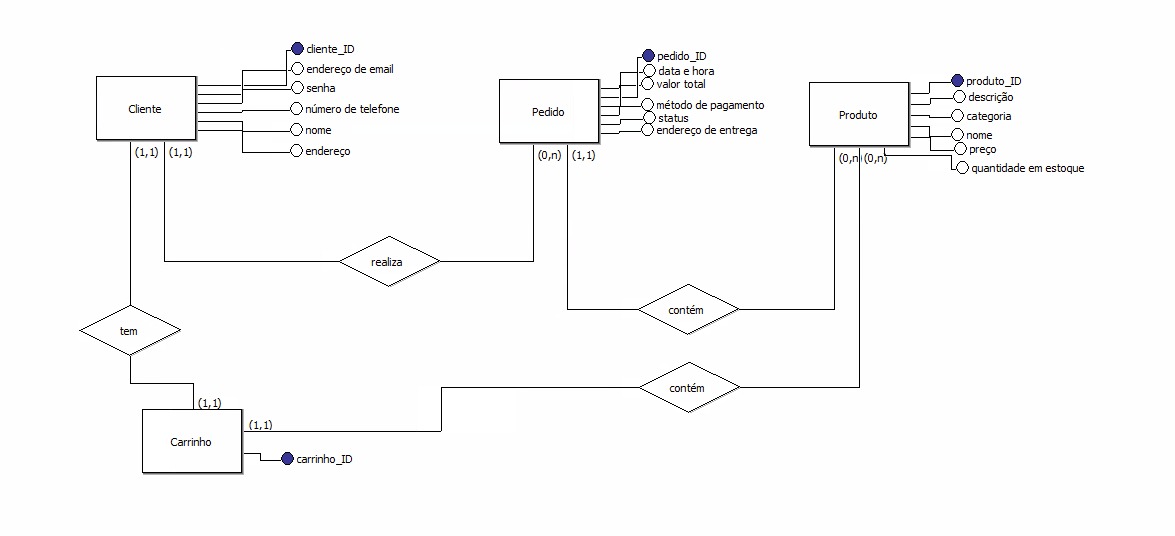 Cliente
cliente_ID
endereço de email
senha
número de telefone
nome
endereço
(1,1)
(1,1)
Pedido
pedido_ID
data e hora
valor total
método de pagamento
status
endereço de entrega
(0,n)
(1,1)
Produto
produto_ID
descrição
categoria
nome
preço
quantidade em estoque
(0,n)
(0,n)
realiza
contém
tem
contém
(1,1)
(1,1)
Carrinho
carrinho_ID